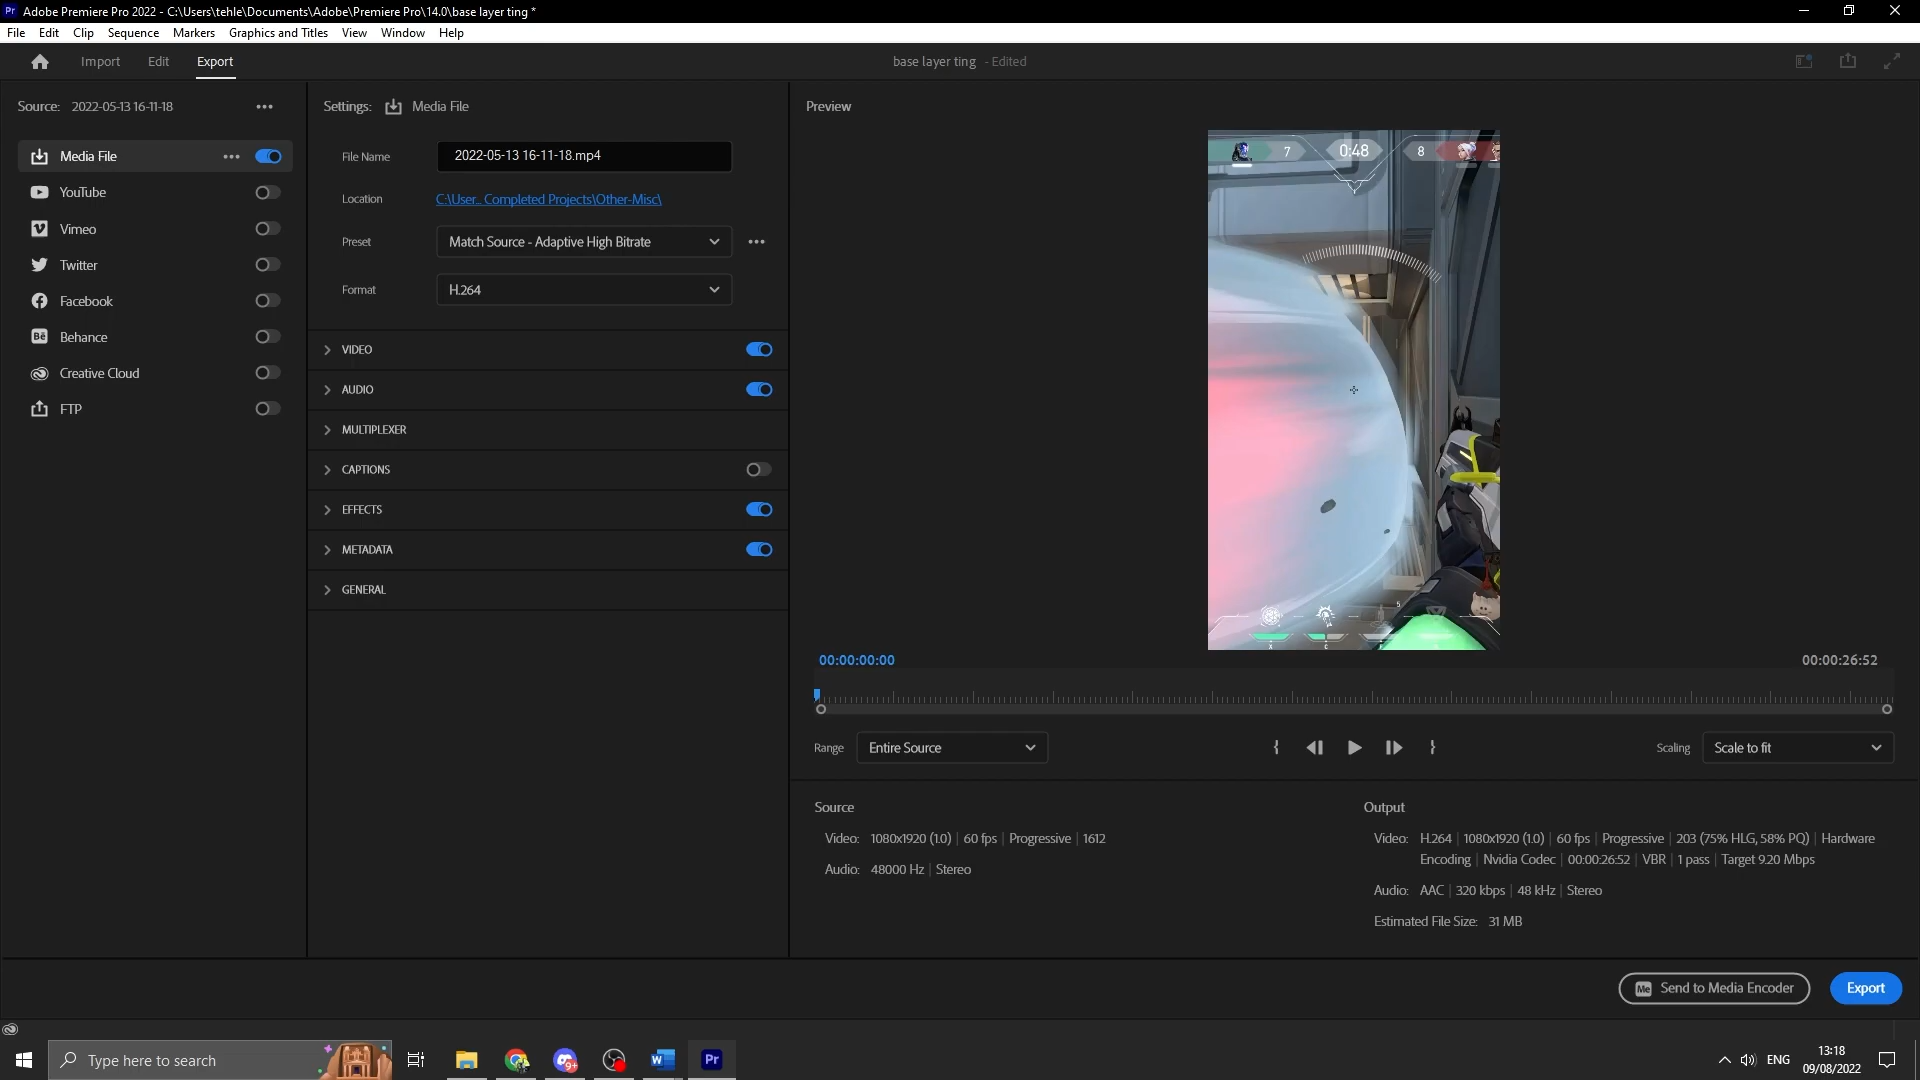 Pr Adobe Premiere Pro 2022 - C:\Users\tehle\Documents\Adobe\Premiere Pro\14.0\base layer ting *
File Edit Clip Sequence Markers Graphics and Titles View Window Help
Import Edit Export base layer ting - Edited
Source: 2022-05-13 16-11-18
Media File
YouTube
Vimeo
Twitter
Facebook
Behance
Creative Cloud
FTP
Settings: Media File
File Name 2022-05-13 16-11-18.mp4
Location C:\User... Completed Projects\Other-Misc\
Preset Match Source - Adaptive High Bitrate
Format H.264
VIDEO
AUDIO
MULTIPLEXER
CAPTIONS
EFFECTS
METADATA
GENERAL
Preview
7 0:48 8
5
X C
00:00:00:00 00:00:26:52
Range Entire Source Scaling Scale to fit
Source
Video: 1080x1920 (1.0) | 60 fps | Progressive | 1612
Audio: 48000 Hz | Stereo
Output
Video: H.264 | 1080x1920 (1.0) | 60 fps | Progressive | 203 (75% HLG, 58% PQ) | Hardware
Encoding | Nvidia Codec | 00:00:26:52 | VBR | 1 pass | Target 9.20 Mbps
Audio: AAC | 320 kbps | 48 kHz | Stereo
Estimated File Size: 31 MB
Me Send to Media Encoder Export
Type here to search 9+ W Pr ENG 13:18
09/08/2022